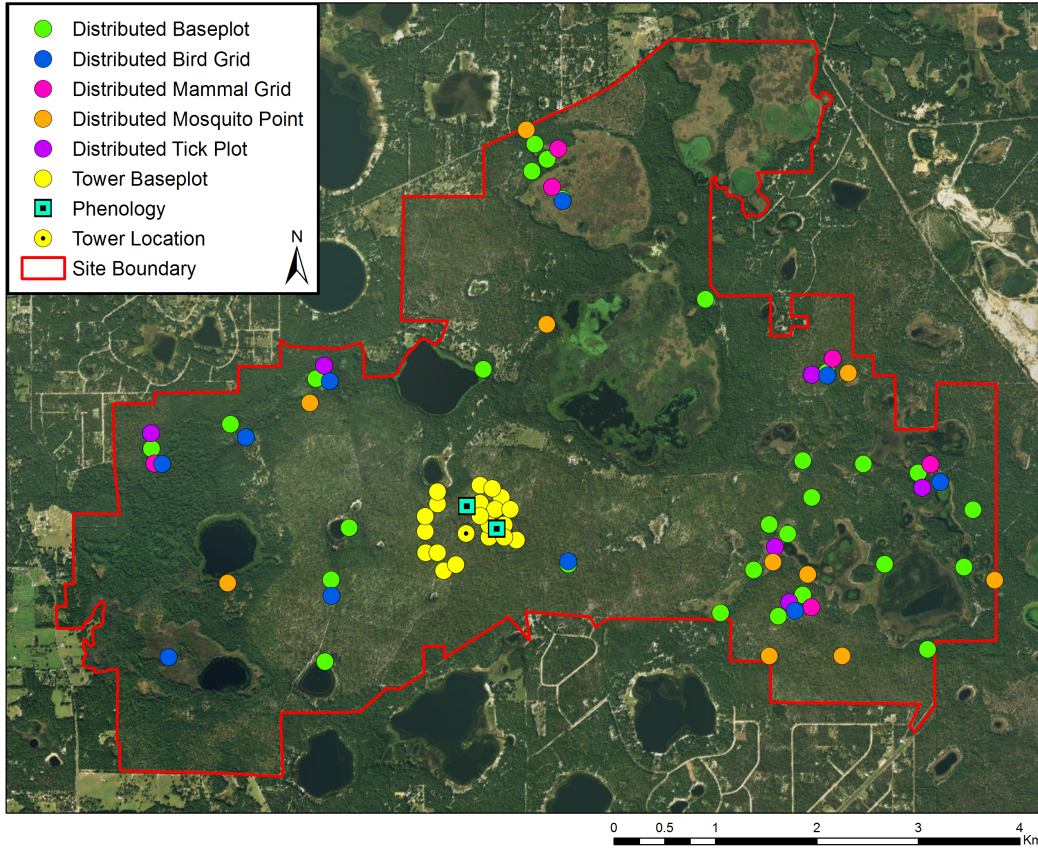 Distributed Baseplot
Distributed Bird Grid
Distributed Mammal Grid
Distributed Mosquito Point
Distributed Tick Plot
Tower Baseplot
Phenology
Tower Location
Site Boundary
N
0 0.5 1 2 3 4
Km